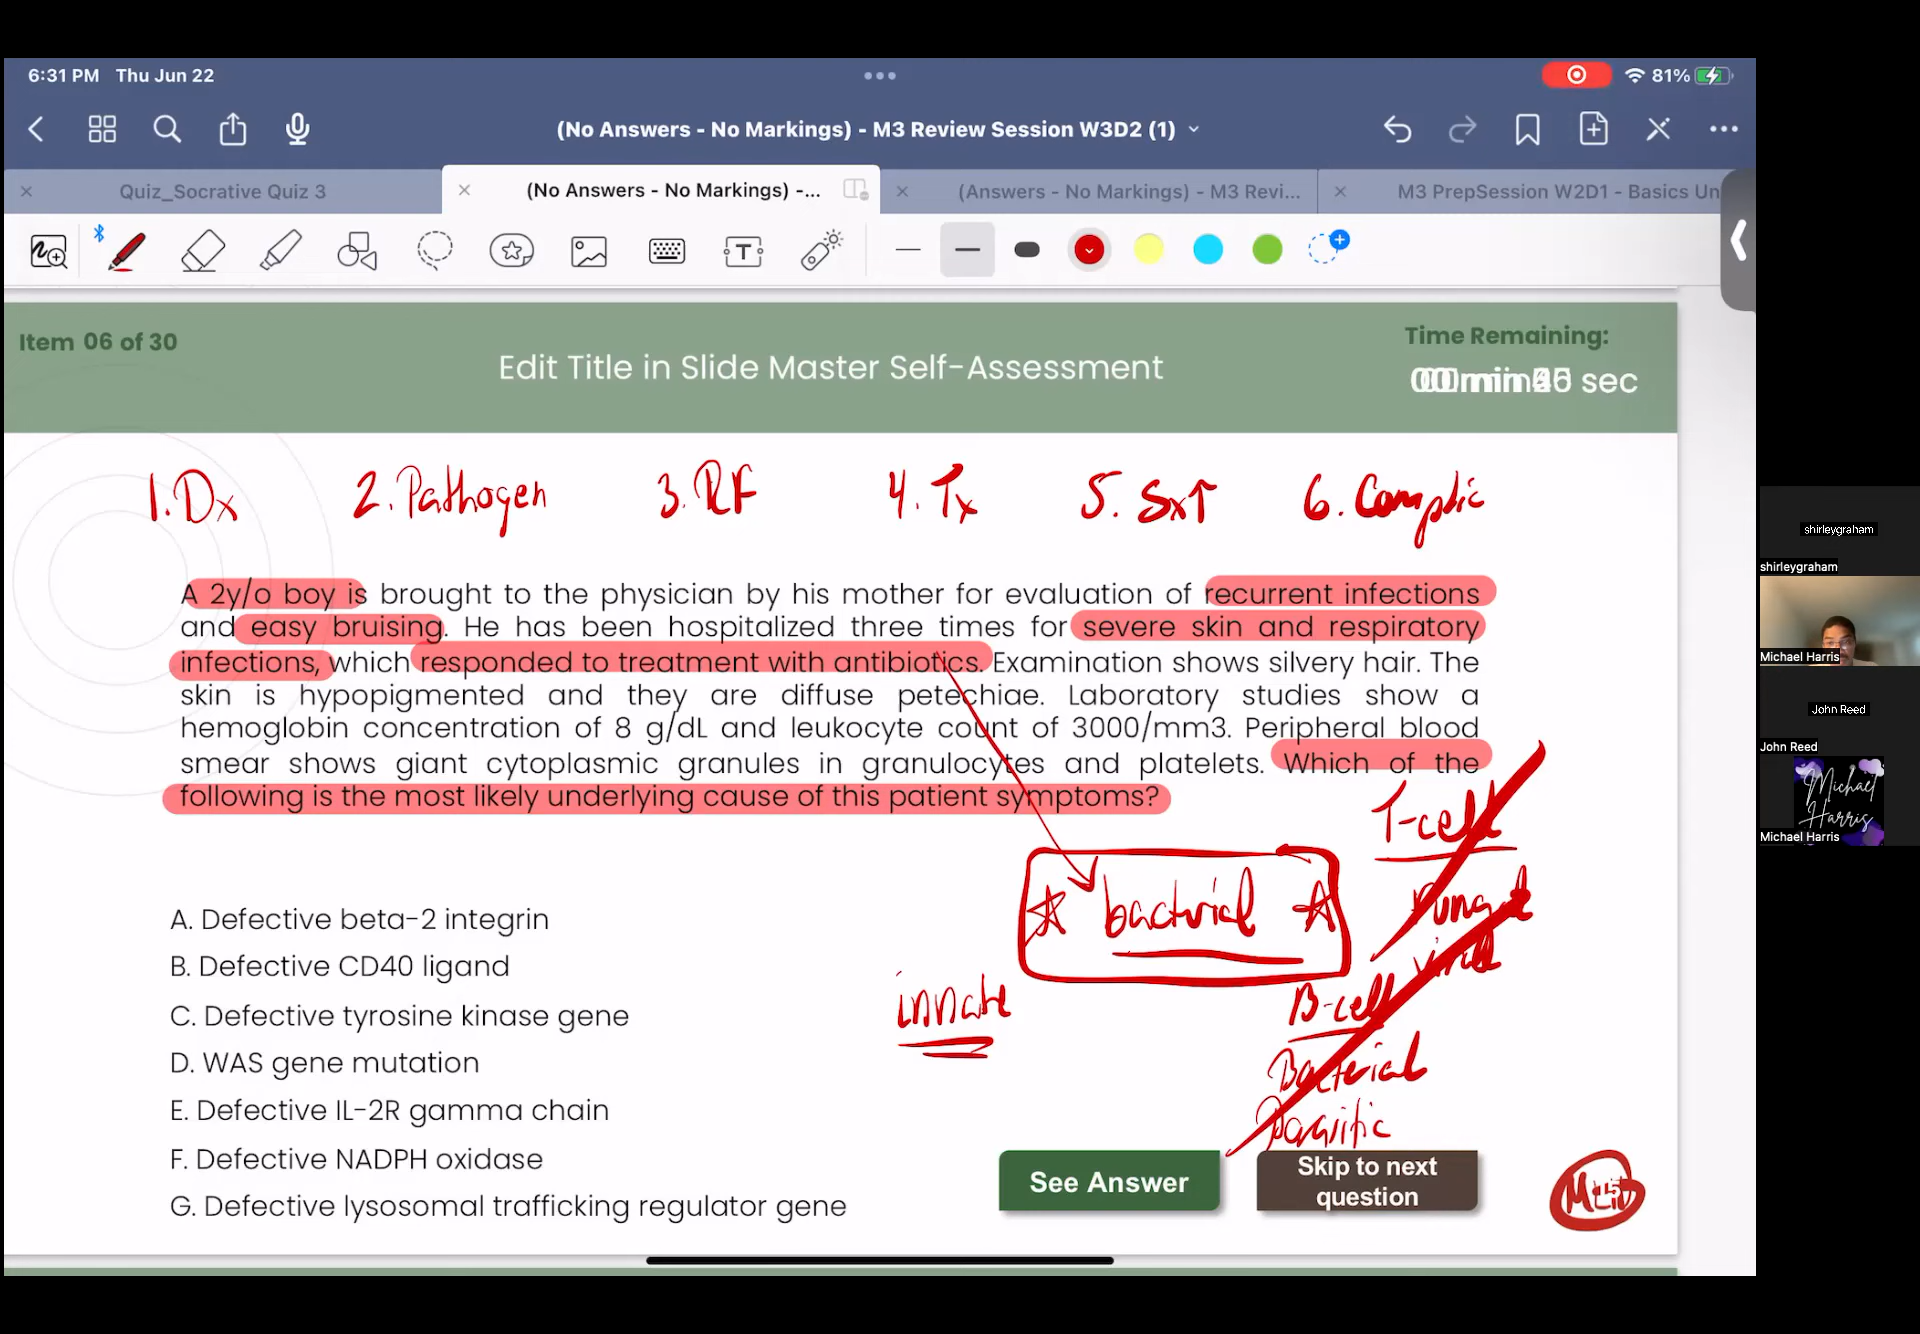 6:31 PM Thu Jun 22
81%
(No Answers - No Markings) - M3 Review Session W3D2 (1)
Quiz_Socrative Quiz 3
(No Answers - No Markings) -...
(Answers - No Markings) - M3 Revi...
M3 PrepSession W2D1 - Basics Un
Item 06 of 30
Edit Title in Slide Master Self-Assessment
Time Remaining:
sec
1. Dx 2. Pathogen 3. RF 4. Tx 5. Sx↑ 6. Complic
A 2y/o boy is brought to the physician by his mother for evaluation of recurrent infections
and easy bruising. He has been hospitalized three times for severe skin and respiratory
infections, which responded to treatment with antibiotics. Examination shows silvery hair. The
skin is hypopigmented and they are diffuse petechiae. Laboratory studies show a
hemoglobin concentration of 8 g/dL and leukocyte count of 3000/mm3. Peripheral blood
smear shows giant cytoplasmic granules in granulocytes and platelets. Which of the
following is the most likely underlying cause of this patient symptoms?
T-cell
bacterial
innate
B-cell
Bacterial
Parasitic
A. Defective beta-2 integrin
B. Defective CD40 ligand
C. Defective tyrosine kinase gene
D. WAS gene mutation
E. Defective IL-2R gamma chain
F. Defective NADPH oxidase
G. Defective lysosomal trafficking regulator gene
See Answer
Skip to next
question
shirleygraham
shirleygraham
Michael Harris
John Reed
John Reed
Michael
Harris
Michael Harris